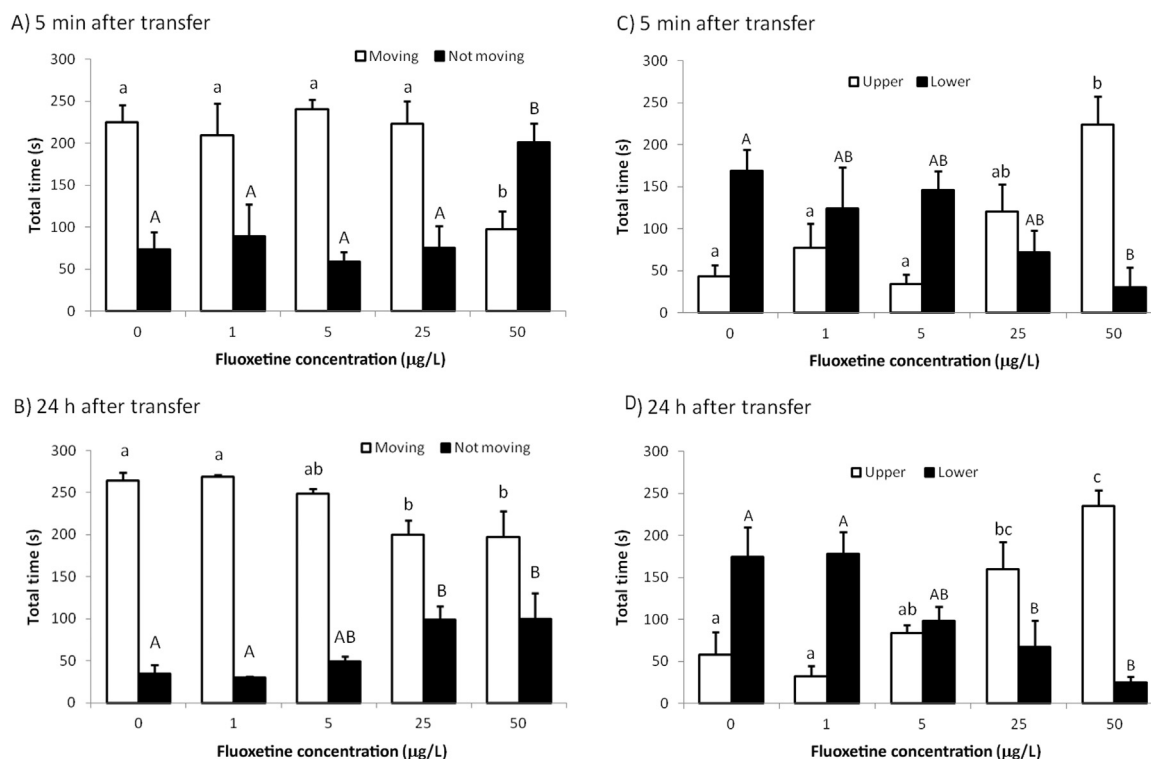 A) 5 min after transfer
300
250
200
150
100
50
0
Total time (s)
Moving Not moving
a a a a B
A A A A b
0 1 5 25 50
Fluoxetine concentration (µg/L)
B) 24 h after transfer
300
250
200
150
100
50
0
Total time (s)
Moving Not moving
a a ab b b
A A AB B B
0 1 5 25 50
Fluoxetine concentration (µg/L)
C) 5 min after transfer
300
250
200
150
100
50
0
Total time (s)
Upper Lower
A AB AB ab b
a a a AB B
0 1 5 25 50
Fluoxetine concentration (µg/L)
D) 24 h after transfer
300
250
200
150
100
50
0
Total time (s)
Upper Lower
A A AB bc c
a a ab B B
0 1 5 25 50
Fluoxetine concentration (µg/L)